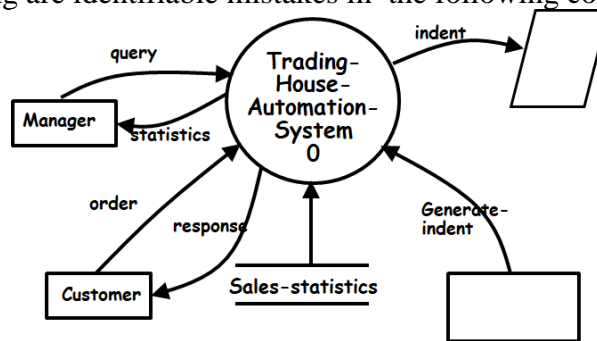 g are identifiable mistakes in the following co
query
indent
Trading-
House-
Automation-
System
0
Manager
statistics
order
response
Generate-
indent
Customer
Sales-statistics